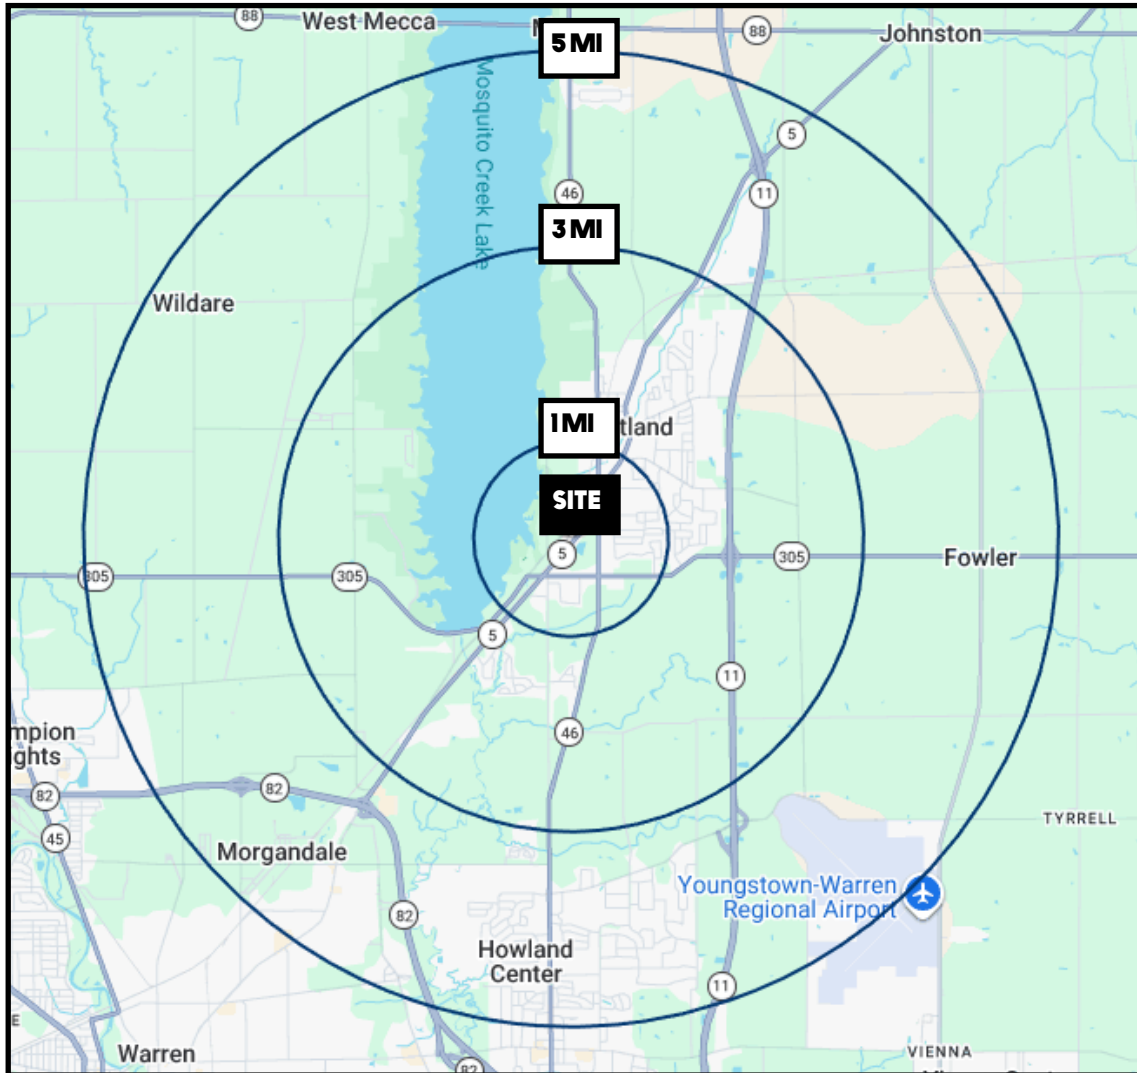 88
West Mecca
M
5 MI
88
Johnston
5
Mosquito Creek Lake
46
11
3 MI
Wildare
1 MI
tland
SITE
5
305
305
305
Fowler
5
11
mpion
ights
46
82
82
45
TYRRELL
Morgandale
Youngstown-Warren
Regional Airport
82
Howland
Center
11
E
Warren
82
VIENNA